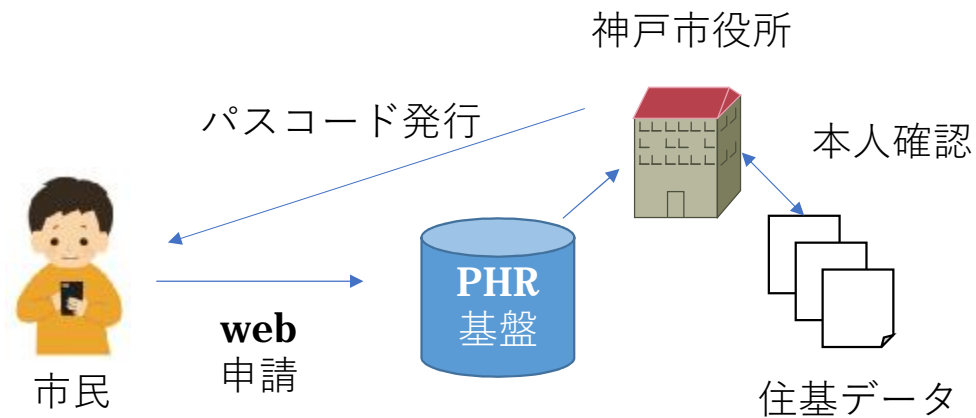 神戸市役所
パスコード発行
本人確認
PHR
基盤
web
申請
市民
住基データ